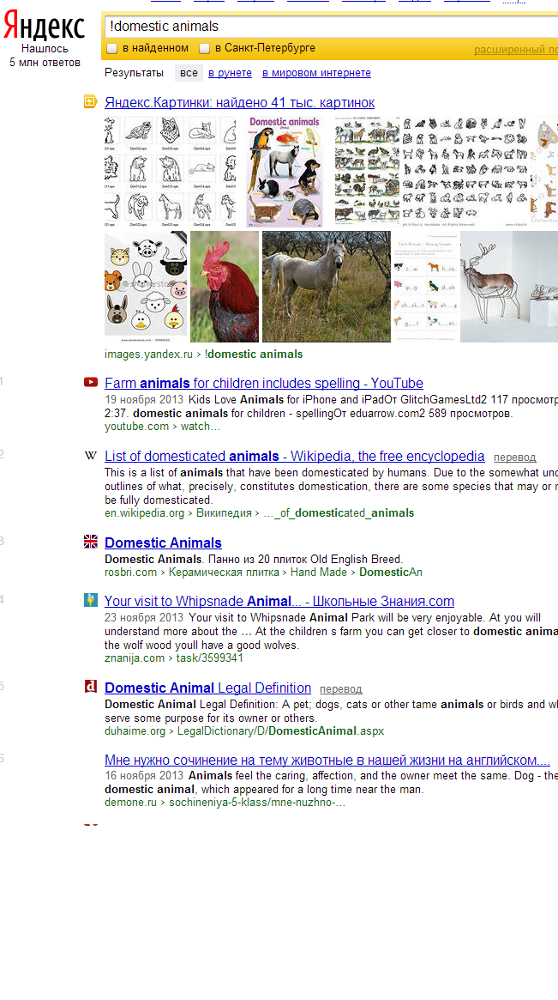 Яндекс
Нашлось
5 млн ответов
!domestic animals
в найденном в Санкт-Петербурге
расширенный
Результаты все в рунете в мировом интернете
Яндекс.Картинки: найдено 41 тыс. картинок
Domestic animals
images.yandex.ru › !domestic animals
1
Farm animals for children includes spelling - YouTube
19 ноября 2013 Kids Love Animals for iPhone and iPadОт GlitchGamesLtd2 117 просмотр
2:37. domestic animals for children - spellingОт eduarrow.com2 589 просмотров.
youtube.com › watch…
2
W List of domesticated animals - Wikipedia, the free encyclopedia перевод
This is a list of animals that have been domesticated by humans. Due to the somewhat
outlines of what, precisely, constitutes domestication, there are some species that may or
be fully domesticated.
en.wikipedia.org › Википедия › …_of_domesticated_animals
3
Domestic Animals
Domestic Animals. Панно из 20 плиток Old English Breed.
rosbri.com › Керамическая плитка › Hand Made › DomesticAn
4
Your visit to Whipsnade Animal... - Школьные Знания.com
23 ноября 2013 Your visit to Whipsnade Animal Park will be very enjoyable. At you will
understand more about the ... At the children s farm you can get closer to domestic anima
the wolf wood youll have a good wolves.
znanija.com › task/3599341
5
d Domestic Animal Legal Definition перевод
Domestic Animal Legal Definition: A pet; dogs, cats or other tame animals or birds and
serve some purpose for its owner or others.
duhaime.org › LegalDictionary/D/DomesticAnimal.aspx
6
Мне нужно сочинение на тему животные в нашей жизни на английском....
16 ноября 2013 Animals feel the caring, affection, and the owner meet the same. Dog - the
domestic animal, which appeared for a long time near the man.
demone.ru › sochineniya-5-klass/mne-nuzhno-…